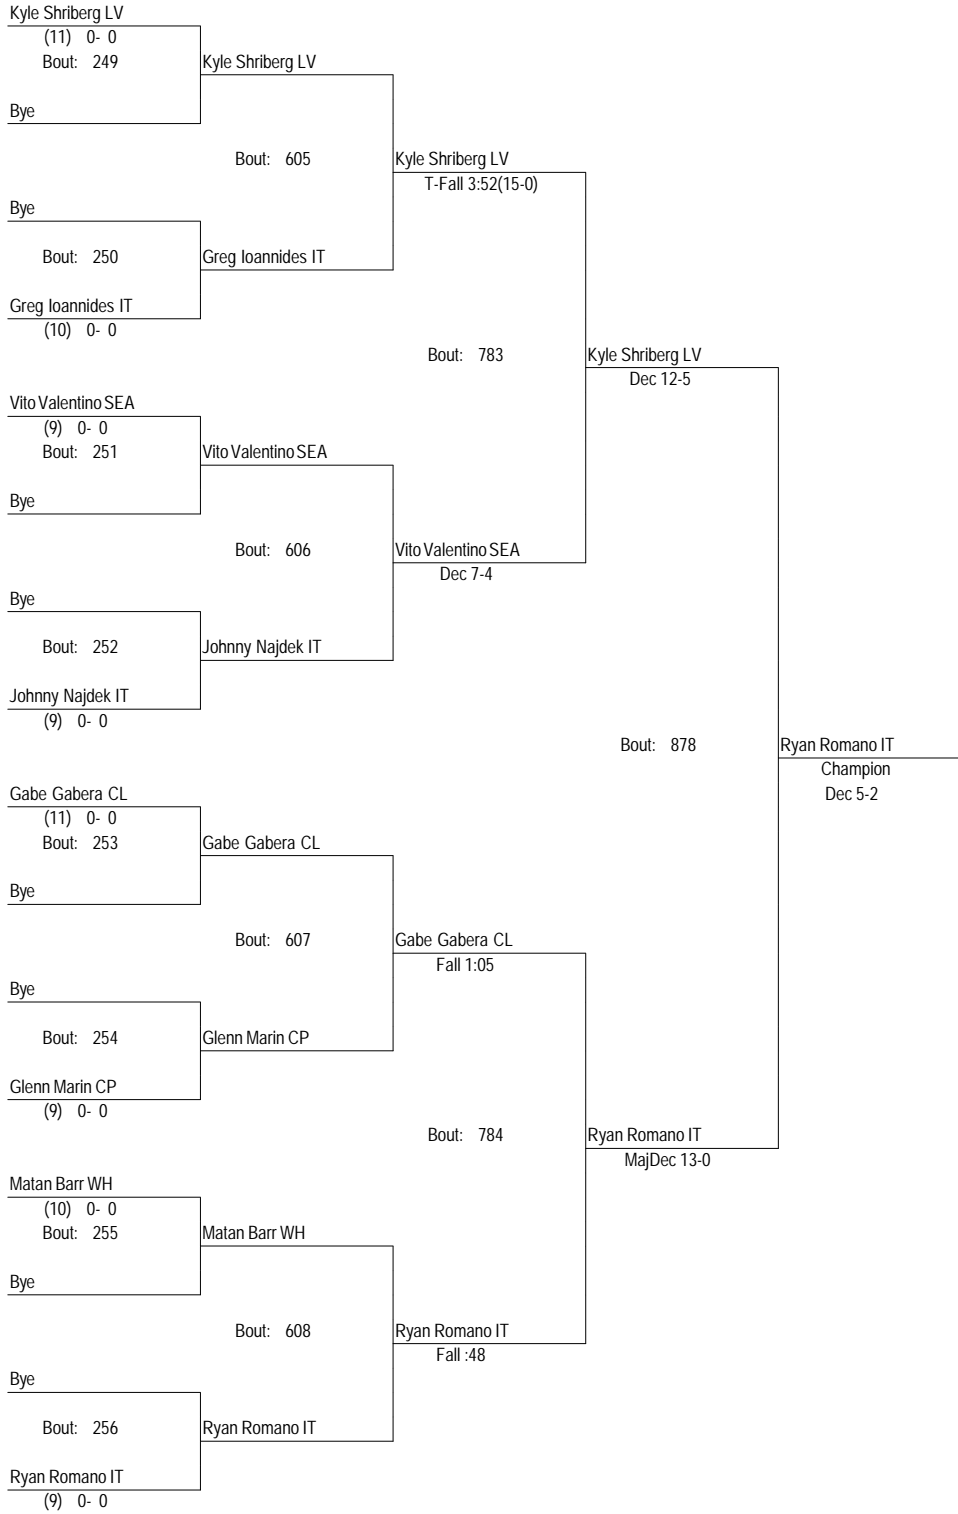 Kyle Shriberg LV
(11) 0- 0
Bout: 249
Kyle Shriberg LV
Bye
Bout: 605
Kyle Shriberg LV
T-Fall 3:52(15-0)
Bye
Bout: 250
Greg Ioannides IT
Greg Ioannides IT
(10) 0- 0
Bout: 783
Kyle Shriberg LV
Dec 12-5
Vito Valentino SEA
(9) 0- 0
Bout: 251
Vito Valentino SEA
Bye
Bout: 606
Vito Valentino SEA
Dec 7-4
Bye
Bout: 252
Johnny Najdek IT
Johnny Najdek IT
(9) 0- 0
Bout: 878
Ryan Romano IT
Champion
Dec 5-2
Gabe Gabera CL
(11) 0- 0
Bout: 253
Gabe Gabera CL
Bye
Bout: 607
Gabe Gabera CL
Fall 1:05
Bye
Bout: 254
Glenn Marin CP
Glenn Marin CP
(9) 0- 0
Bout: 784
Ryan Romano IT
MajDec 13-0
Matan Barr WH
(10) 0- 0
Bout: 255
Matan Barr WH
Bye
Bout: 608
Ryan Romano IT
Fall :48
Bye
Bout: 256
Ryan Romano IT
Ryan Romano IT
(9) 0- 0